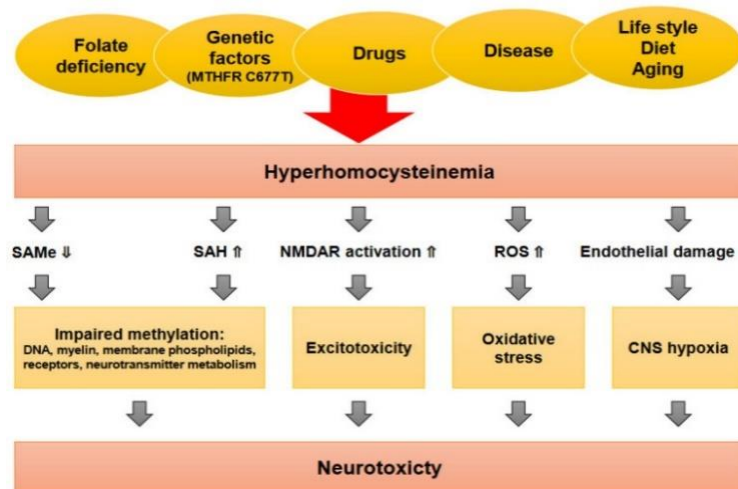 Folate
deficiency
Genetic
factors
(MTHFR C677T)
Drugs
Disease
Life style
Diet
Aging
Hyperhomocysteinemia
SAMe ⇓
SAH ⇑
NMDAR activation ⇑
ROS ⇑
Endothelial damage
Impaired methylation:
DNA, myelin, membrane phospholipids,
receptors, neurotransmitter metabolism
Excitotoxicity
Oxidative
stress
CNS hypoxia
Neurotoxicty